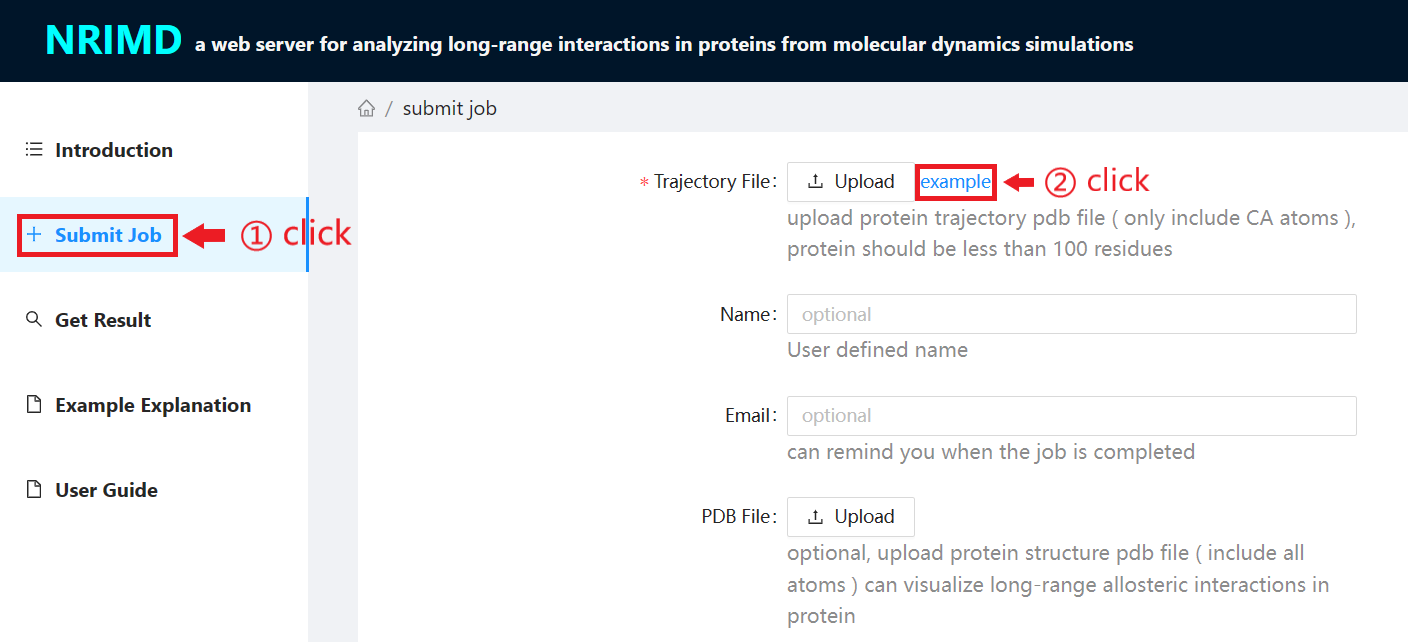 NRIMD a web server for analyzing long-range interactions in proteins from molecular dynamics simulations
/ submit job
Introduction
* Trajectory File: Upload example ② click
upload protein trajectory pdb file ( only include CA atoms ),
protein should be less than 100 residues
+ Submit Job ① click
Name: optional
User defined name
Get Result
Example Explanation
Email: optional
can remind you when the job is completed
User Guide
PDB File: Upload
optional, upload protein structure pdb file ( include all
atoms ) can visualize long-range allosteric interactions in
protein